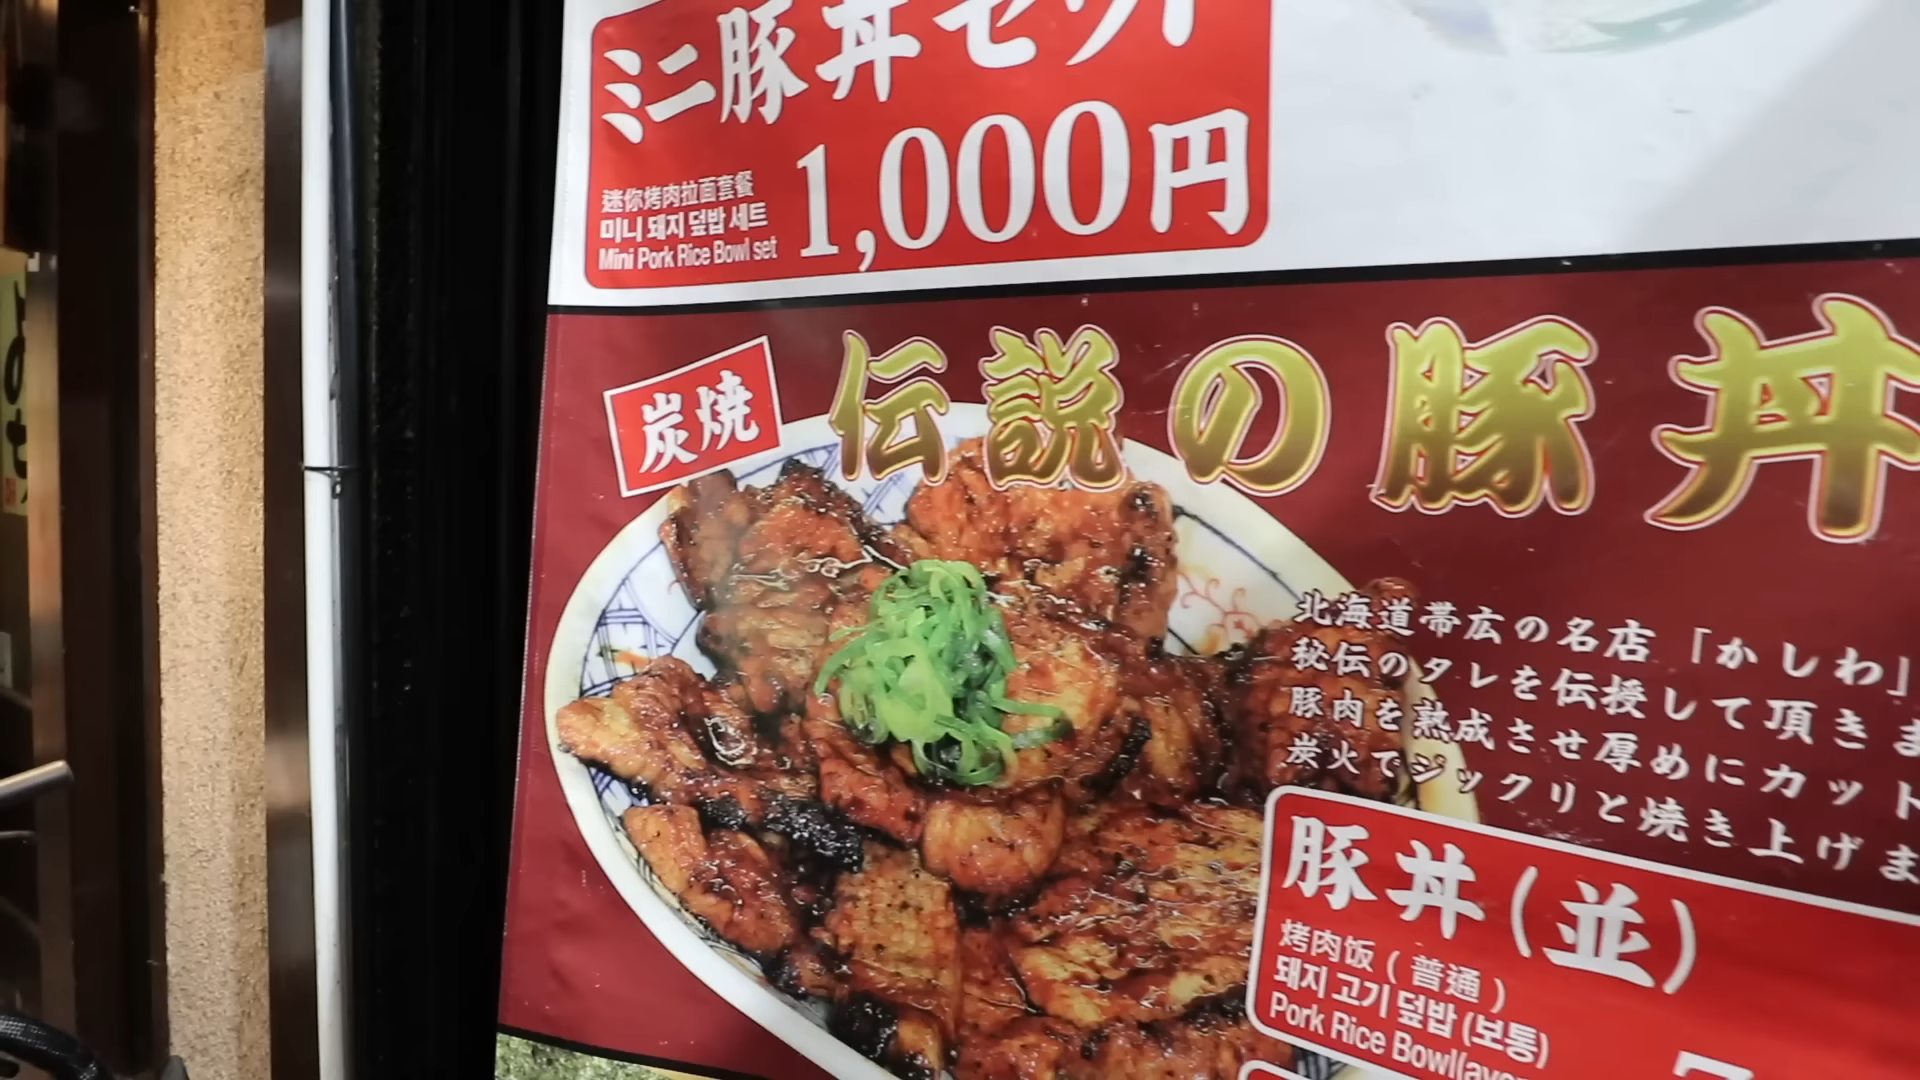 ミニ豚丼セット
1,000円
迷你烤肉拉面套餐
미니 돼지 덮밥 세트
Mini Pork Rice Bowl set
炭焼
伝説の豚丼
北海道帯広の名店「かしわ」
秘伝のタレを伝授して頂きま
豚肉を熟成させ厚めにカット
炭火でジックリと焼き上げま
豚丼(並)
烤肉饭(普通)
돼지 고기 덮밥 (보통)
Pork Rice Bowl